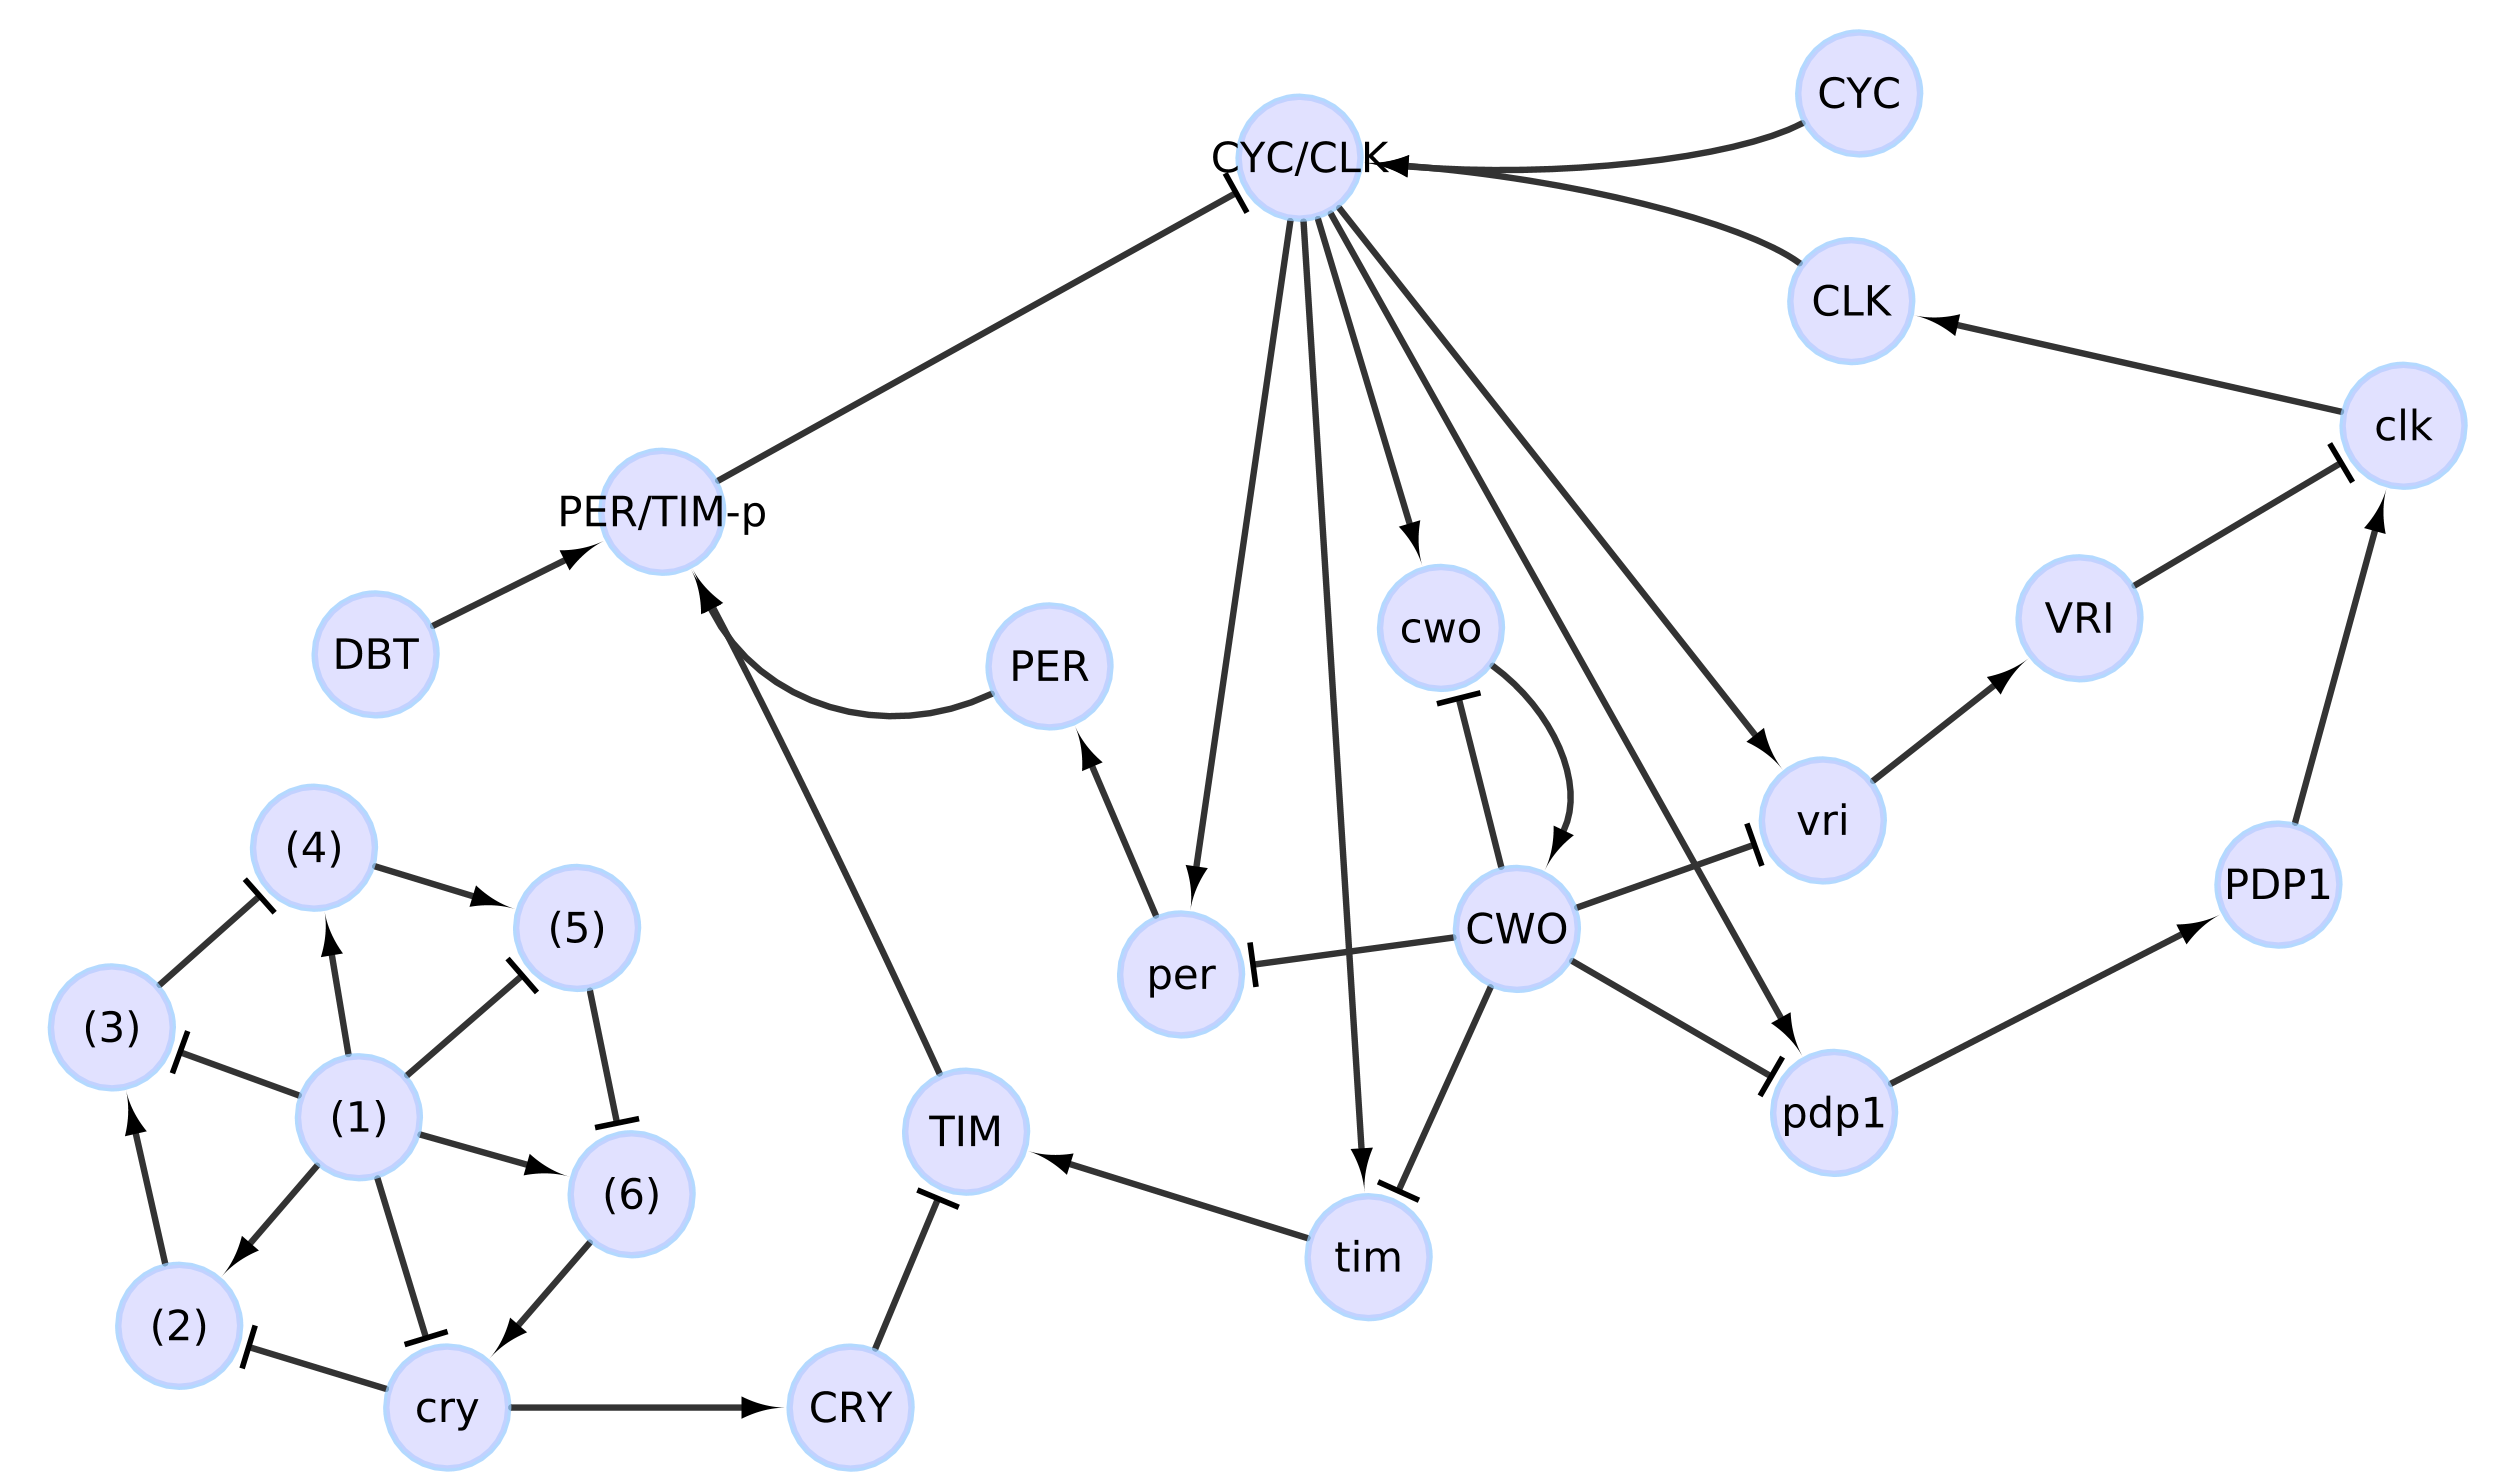 CYC
CYC/CLK
CLK
clk
PER/TIM-p
cwo
VRI
DBT
PER
vri
(4)
PDP1
(5)
CWO
per
(3)
(1)
pdp1
TIM
(6)
tim
(2)
cry
CRY